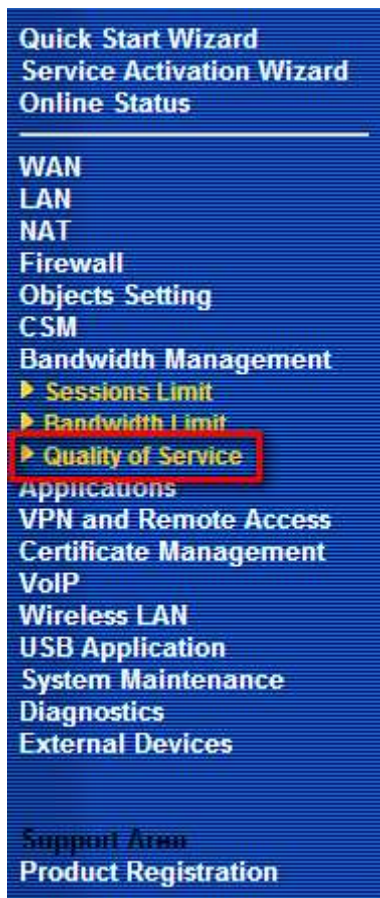 Quick Start Wizard
Service Activation Wizard
Online Status
WAN
LAN
NAT
Firewall
Objects Setting
CSM
Bandwidth Management
Sessions Limit
Bandwidth Limit
Quality of Service
Applications
VPN and Remote Access
Certificate Management
VoIP
Wireless LAN
USB Application
System Maintenance
Diagnostics
External Devices
Support Area
Product Registration